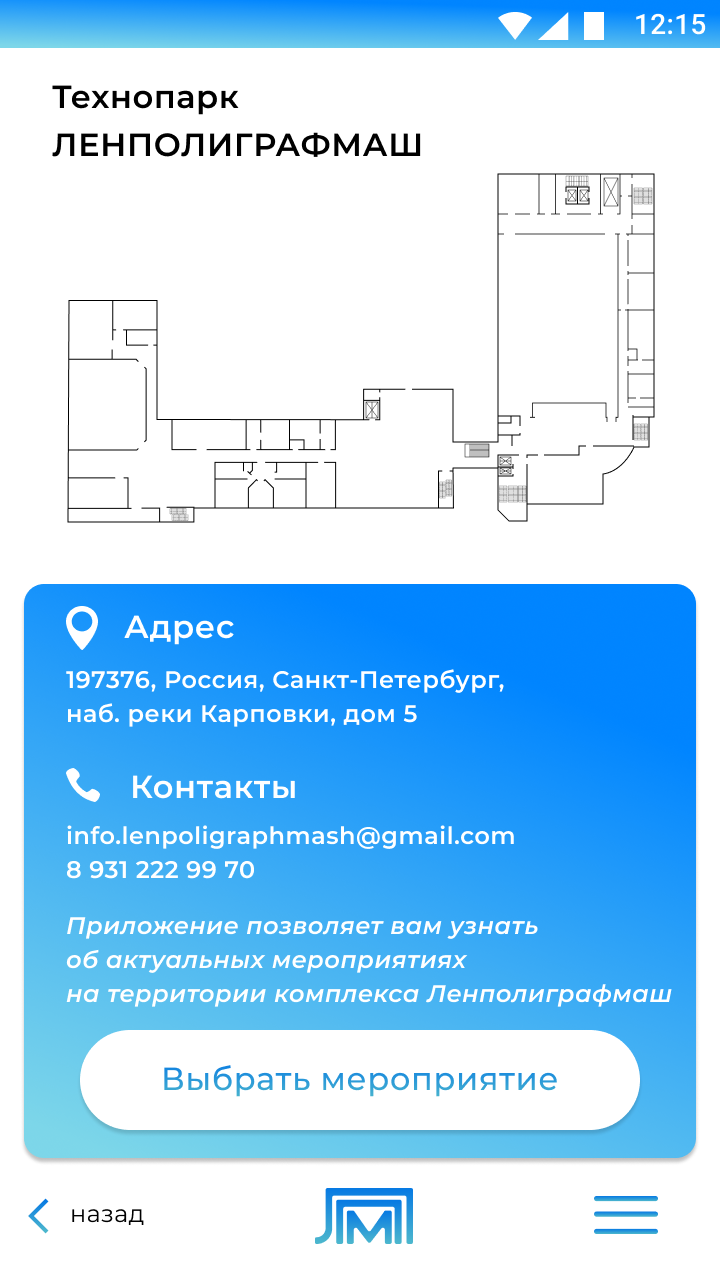 12:15
Технопарк
ЛЕНПОЛИГРАФМАШ
Адрес
197376, Россия, Санкт-Петербург,
наб. реки Карповки, дом 5
Контакты
info.lenpoligraphmash@gmail.com
8 931 222 99 70
Приложение позволяет вам узнать
об актуальных мероприятиях
на территории комплекса Ленполиграфмаш
Выбрать мероприятие
назад